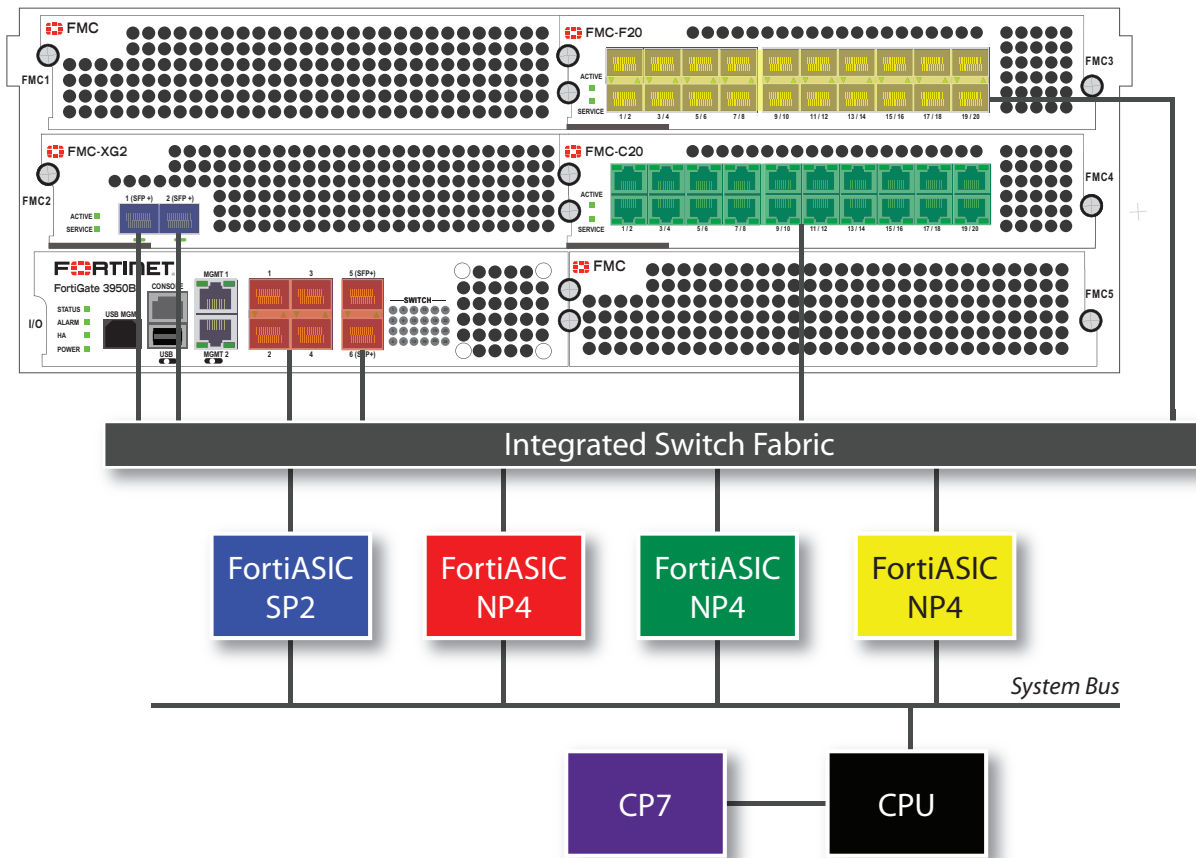 FMC
FMC1
FMC-F20
FMC3
ACTIVE
SERVICE
1 / 2 3 / 4 5 / 6 7 / 8 9 / 10 11 / 12 13 / 14 15 / 16 17 / 18 19 / 20
FMC-XG2
FMC2
1 (SFP +) 2 (SFP +)
ACTIVE
SERVICE
FMC-C20
FMC4
ACTIVE
SERVICE
1 / 2 3 / 4 5 / 6 7 / 8 9 / 10 11 / 12 13 / 14 15 / 16 17 / 18 19 / 20
FORTINET
FortiGate 3950B
I/O
STATUS
ALARM
HA
POWER
USB MGMT
CONSOLE
USB
MGMT 1
MGMT 2
1 3 5 (SFP+)
2 4 6 (SFP+)
SWITCH
FMC
FMC5
Integrated Switch Fabric
FortiASIC
SP2
FortiASIC
NP4
FortiASIC
NP4
FortiASIC
NP4
System Bus
CP7
CPU